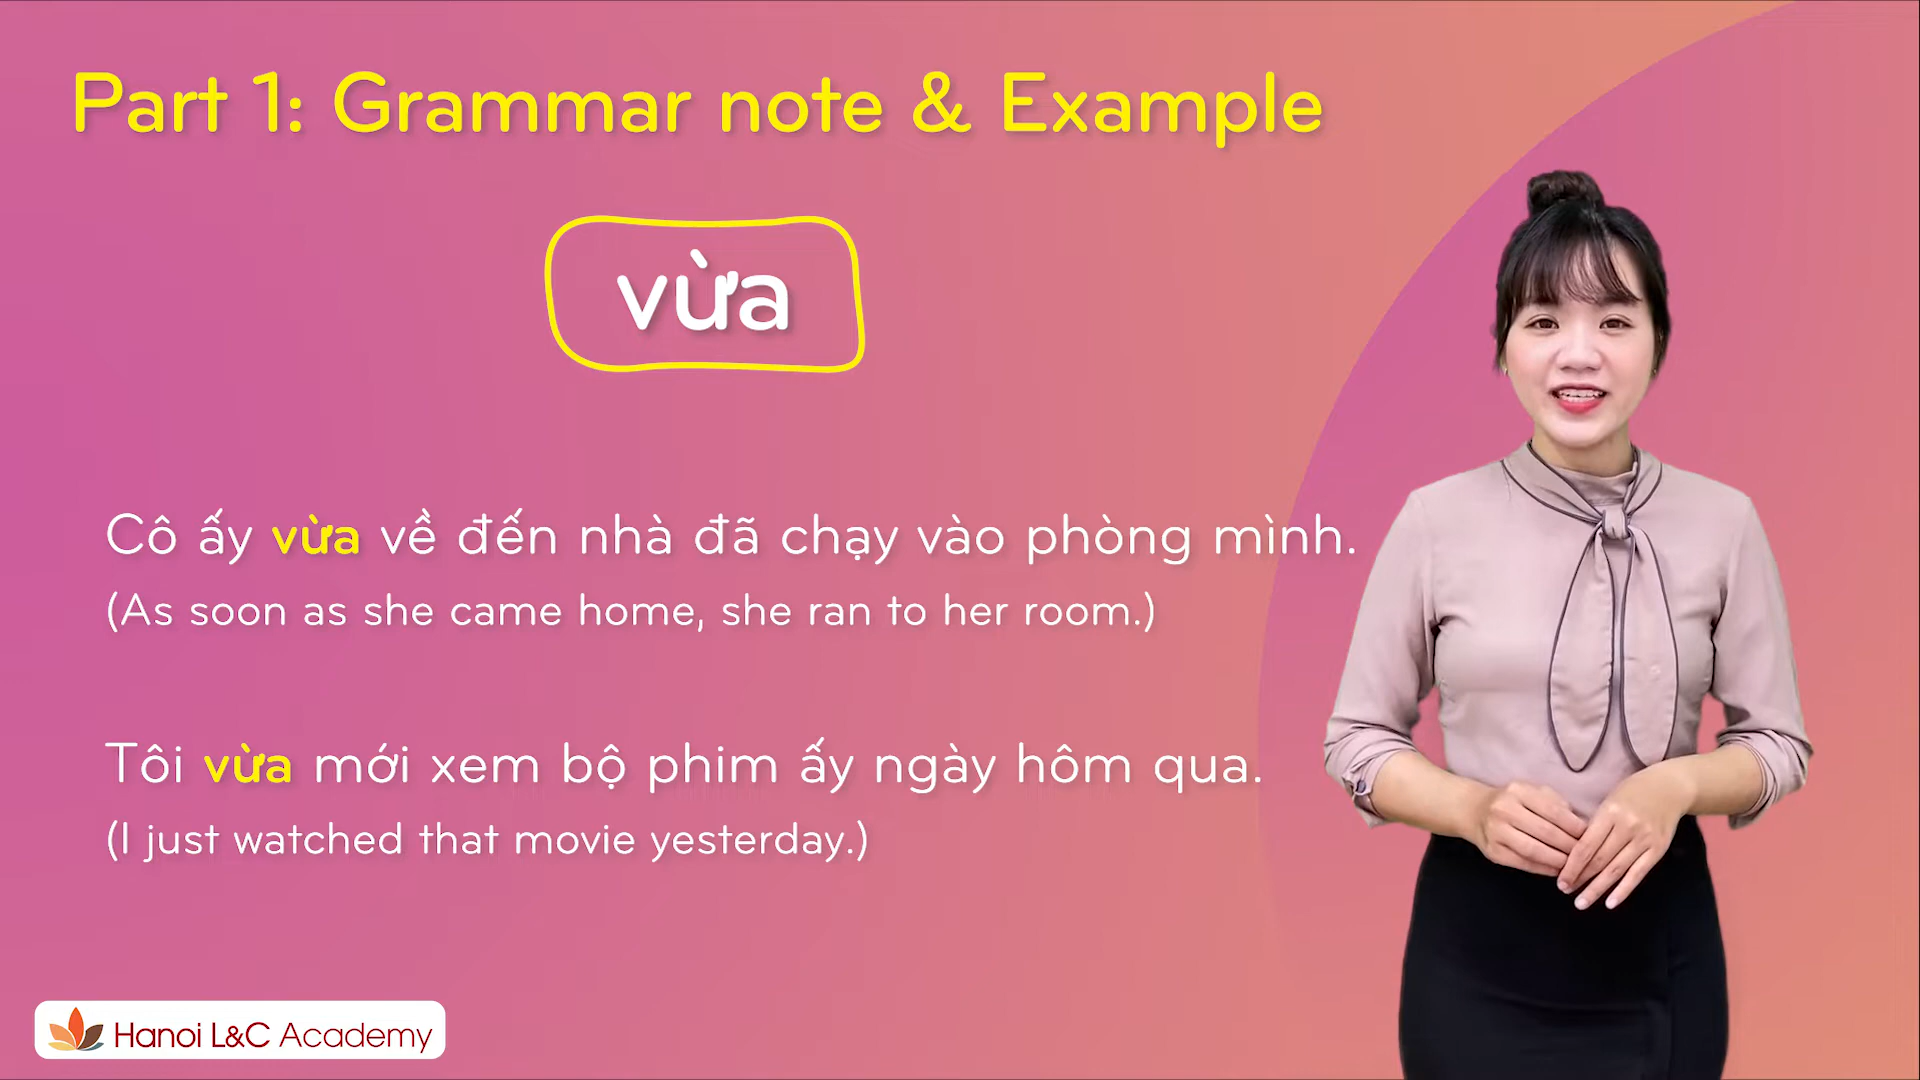 Part 1: Grammar note & Example
vừa
Cô ấy vừa về đến nhà đã chạy vào phòng mình.
(As soon as she came home, she ran to her room.)
Tôi vừa mới xem bộ phim ấy ngày hôm qua.
(I just watched that movie yesterday.)
Hanoi L&C Academy